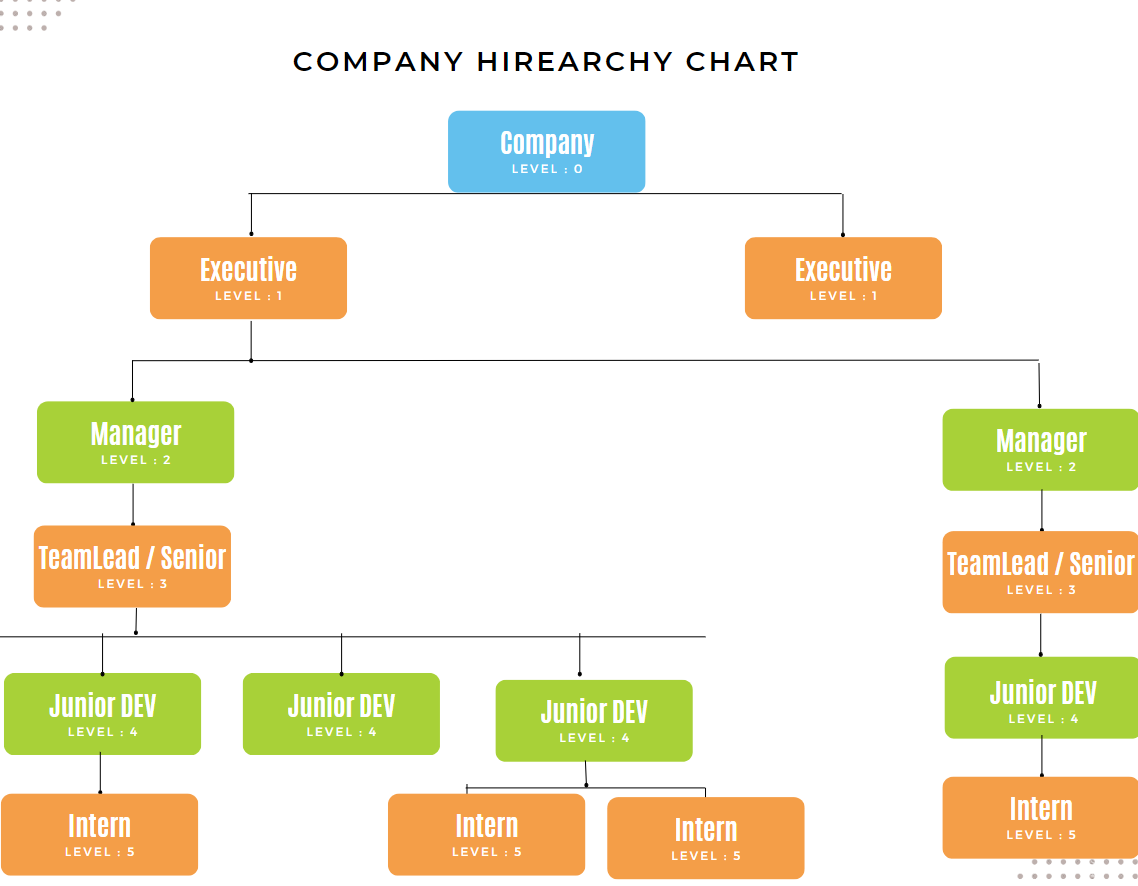 COMPANY HIREARCHY CHART
Company
LEVEL : 0
Executive
LEVEL : 1
Executive
LEVEL : 1
Manager
LEVEL : 2
Manager
LEVEL : 2
TeamLead / Senior
LEVEL : 3
TeamLead / Senior
LEVEL : 3
Junior DEV
LEVEL : 4
Junior DEV
LEVEL : 4
Junior DEV
LEVEL : 4
Junior DEV
LEVEL : 4
Intern
LEVEL : 5
Intern
LEVEL : 5
Intern
LEVEL : 5
Intern
LEVEL : 5